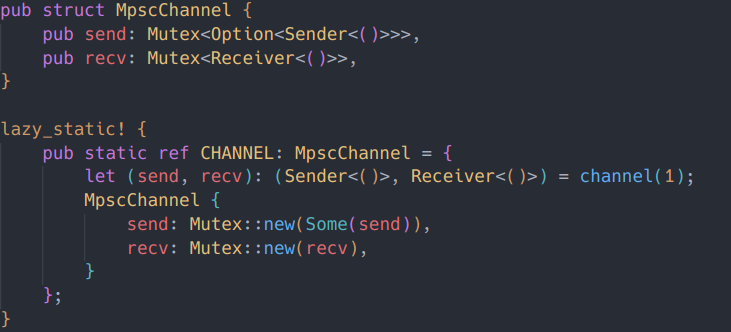 pub struct MpscChannel {
    pub send: Mutex<Option<Sender<()>>>,
    pub recv: Mutex<Receiver<()>>,
}

lazy_static! {
    pub static ref CHANNEL: MpscChannel = {
        let (send, recv): (Sender<()>, Receiver<()>) = channel(1);
        MpscChannel {
            send: Mutex::new(Some(send)),
            recv: Mutex::new(recv),
        }
    };
}